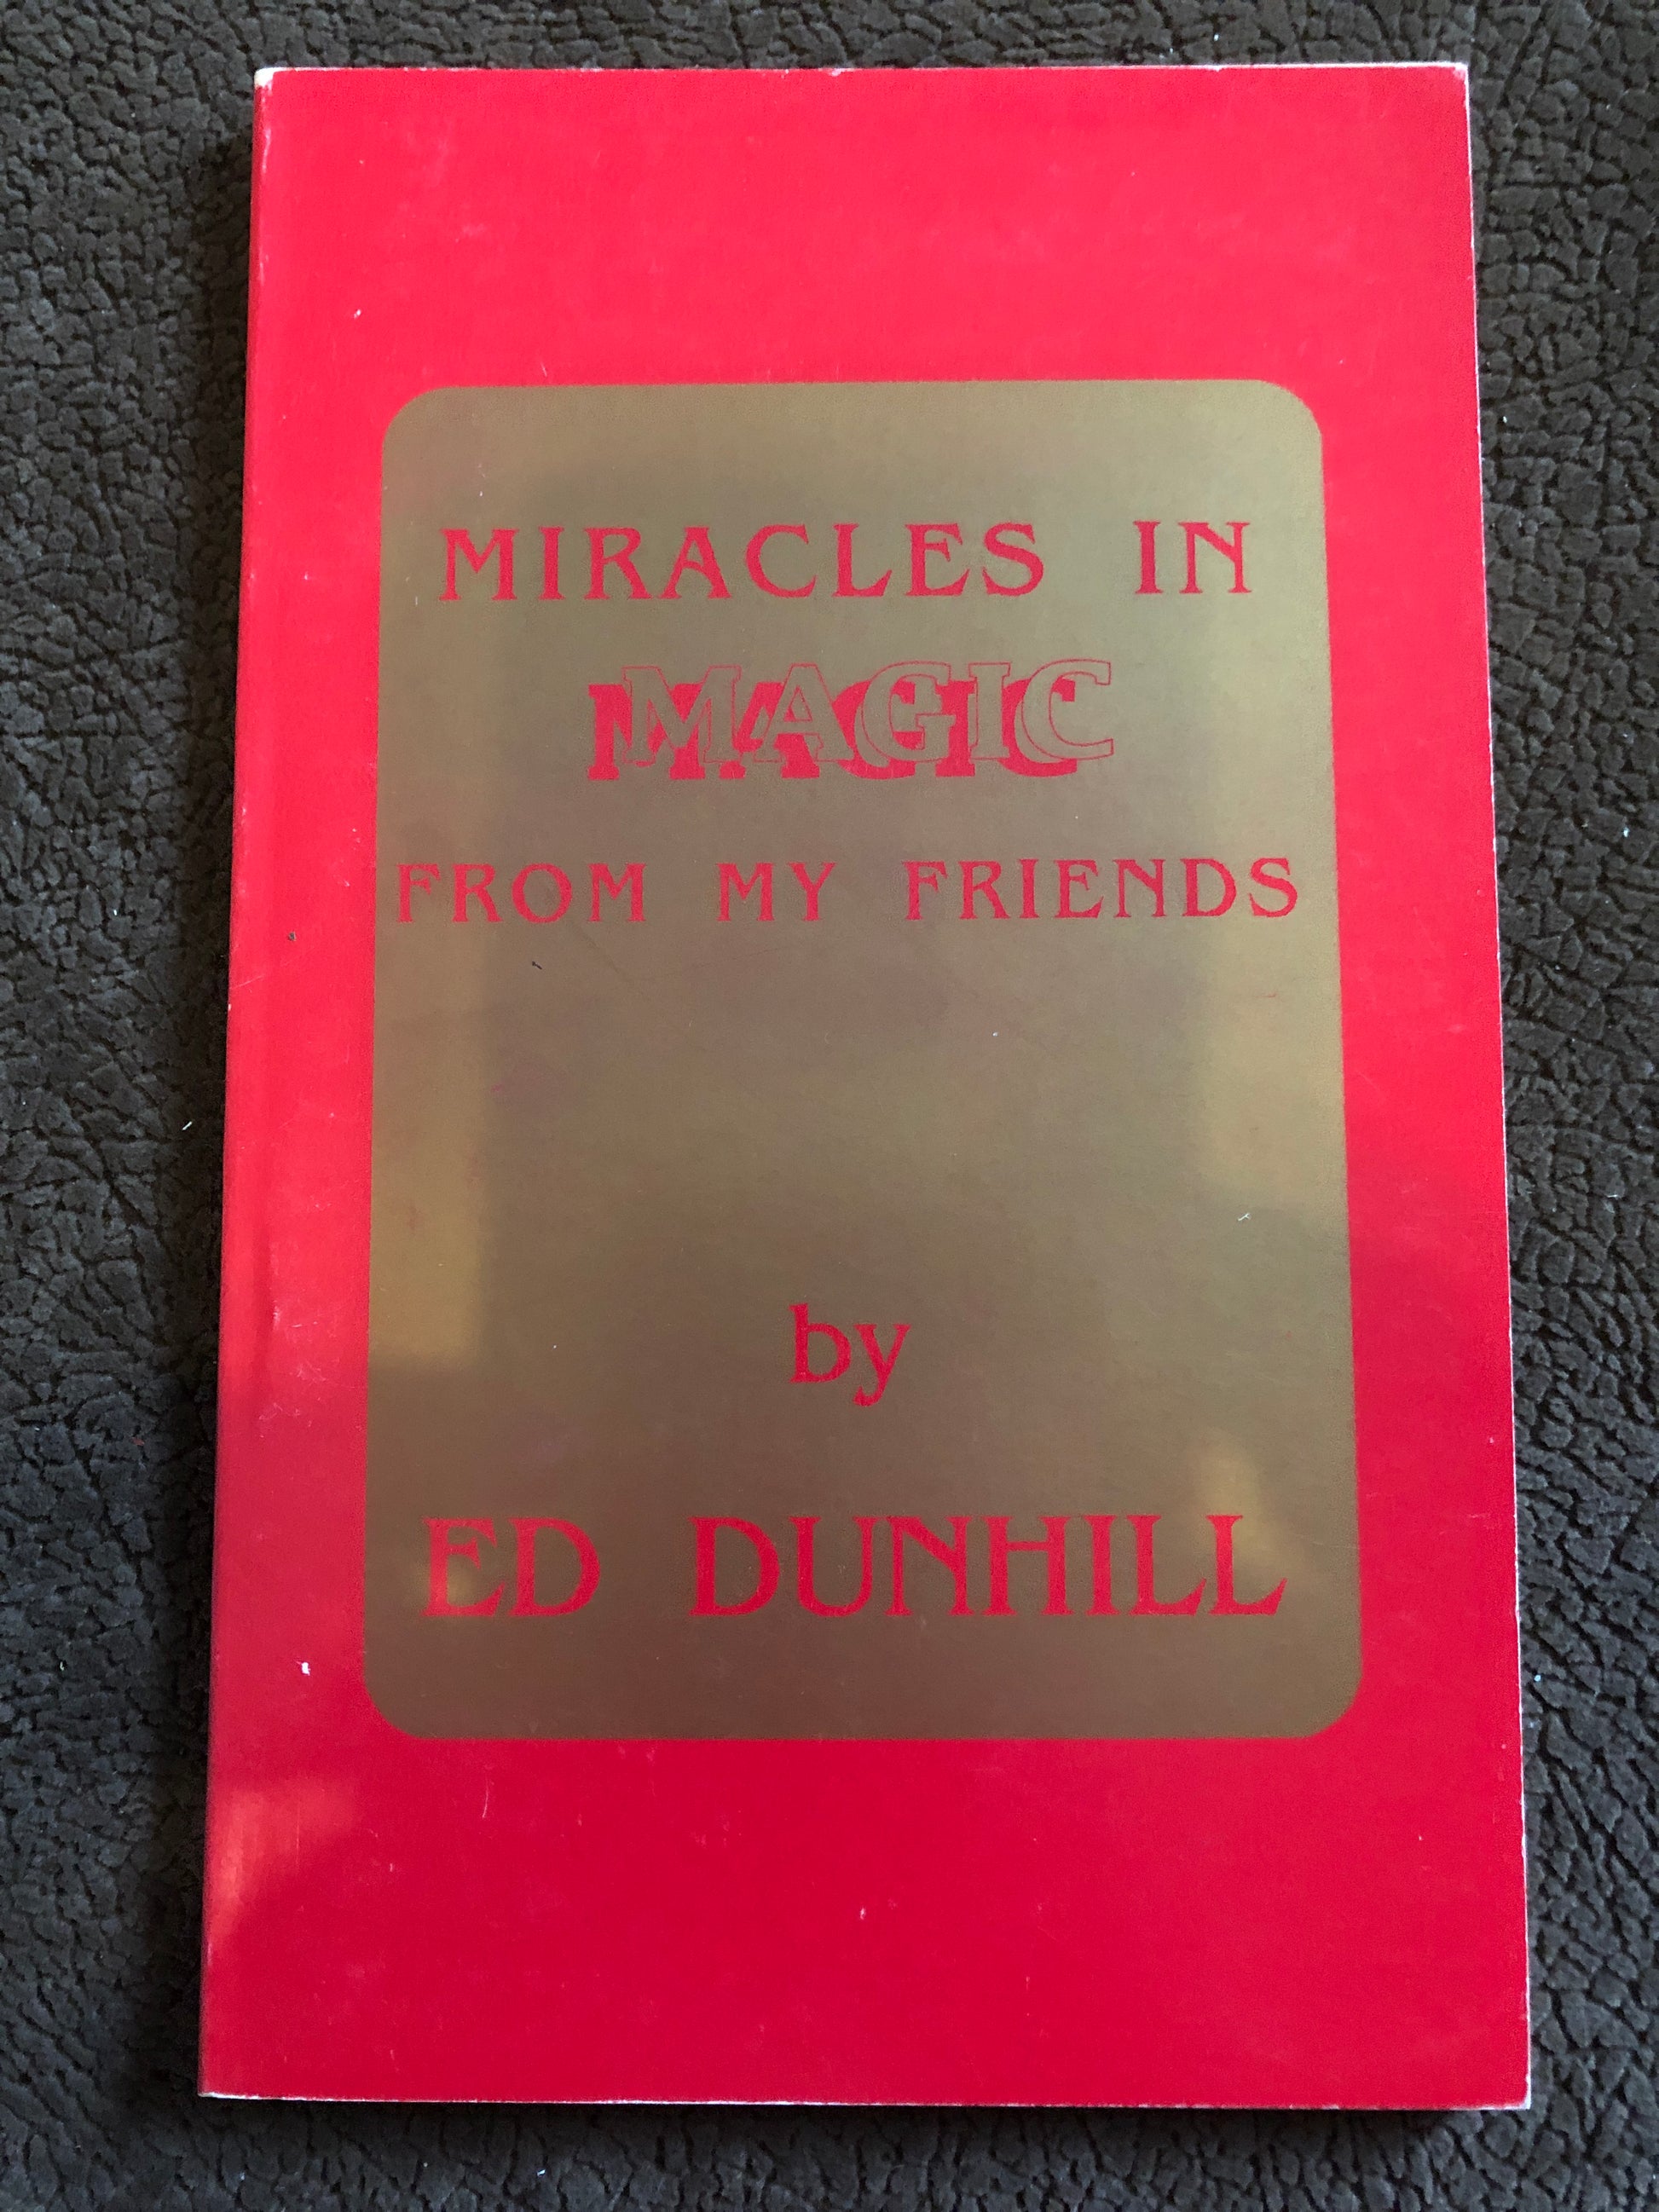 MIRACLES IN
MAGIC
FROM MY FRIENDS
by
ED DUNHILL